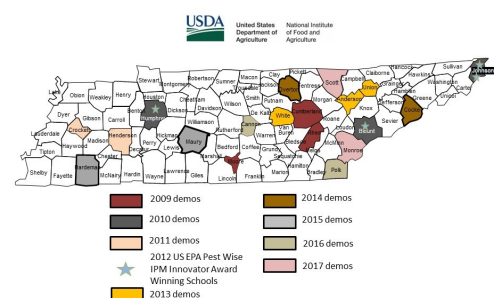 USDA
United States
Department of
Agriculture
National Institute
of Food and
Agriculture
Stewart Montgomery Robertson Sumner Macon Clay Pickett Scott Campbell Claiborne Hancock Hawkins Sullivan Johnson
Lake Obion Weakley Henry Houston Smith Jackson Overton Fentress Union Grainger Washington Carter
Dyer Gibson Carroll Humphreys Dickson Cheatham Davidson Wilson Putnam Morgan Anderson Knox Greene
Lauderdale Crockett Henderson Perry Hickman Williamson Rutherford Cannon De Kalb White Cumberland Roane Loudon Blount Sevier Cocke
Tipton Haywood Madison Chester Decatur Lewis Maury Marshall Bedford Coffee Warren Van Buren Bledsoe Rhea Monroe
Shelby Fayette Hardeman McNairy Hardin Wayne Lawrence Giles Lincoln Moore Franklin Grundy Marion Sequatchie Hamilton Bradley Polk
2009 demos
2010 demos
2011 demos
2012 US EPA Pest Wise
IPM Innovator Award
Winning Schools
2013 demos
2014 demos
2015 demos
2016 demos
2017 demos